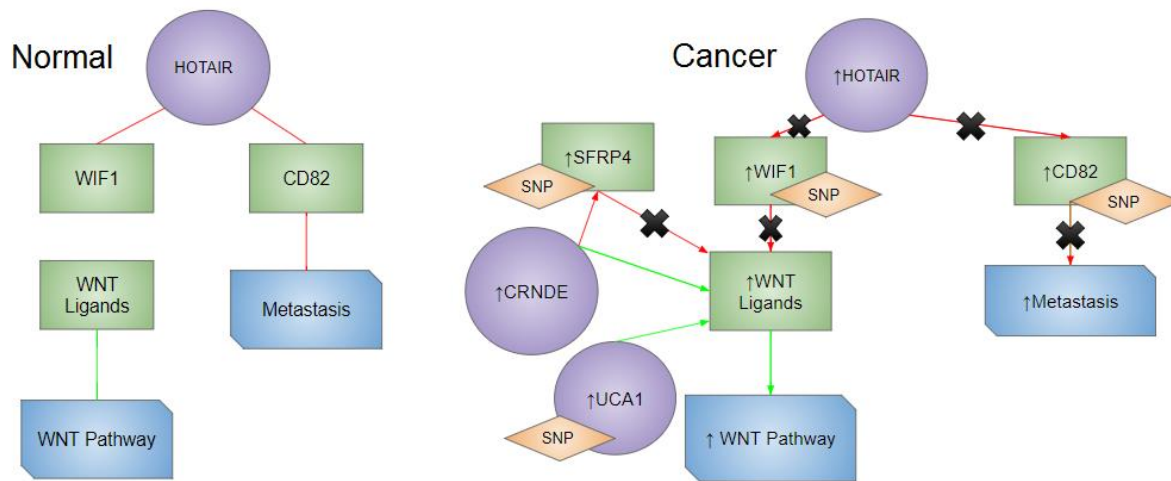 Normal
HOTAIR
WIF1
CD82
WNT
Ligands
Metastasis
WNT Pathway
Cancer
↑HOTAIR
↑SFRP4
SNP
↑WIF1
SNP
↑CD82
SNP
↑CRNDE
↑WNT
Ligands
↑Metastasis
↑UCA1
SNP
↑ WNT Pathway